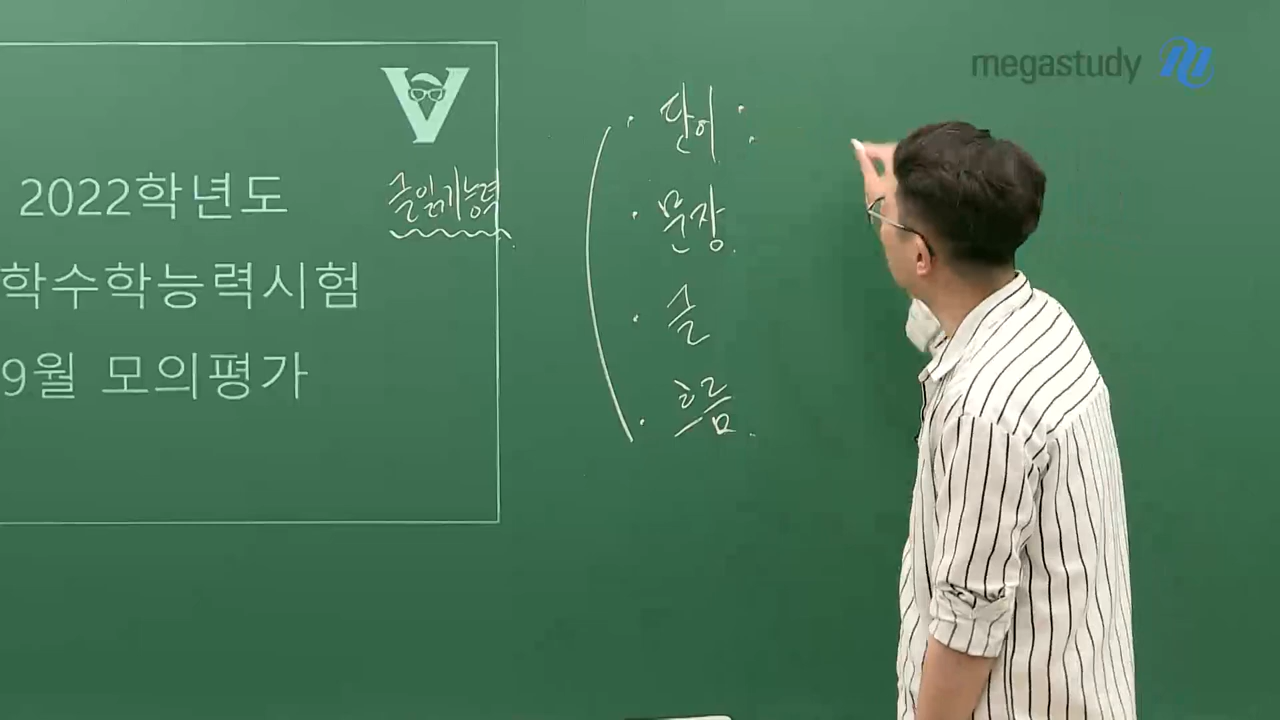 megastudy
V
2022학년도
학수학능력시험
9월 모의평가
글읽기능력
· 단어 :
· 문장
· 글
· 흐름